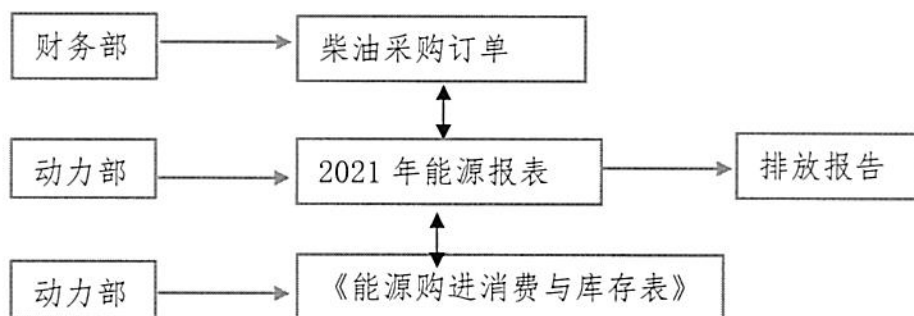 财务部
柴油采购订单
动力部
2021 年能源报表
排放报告
动力部
《能源购进消费与库存表》